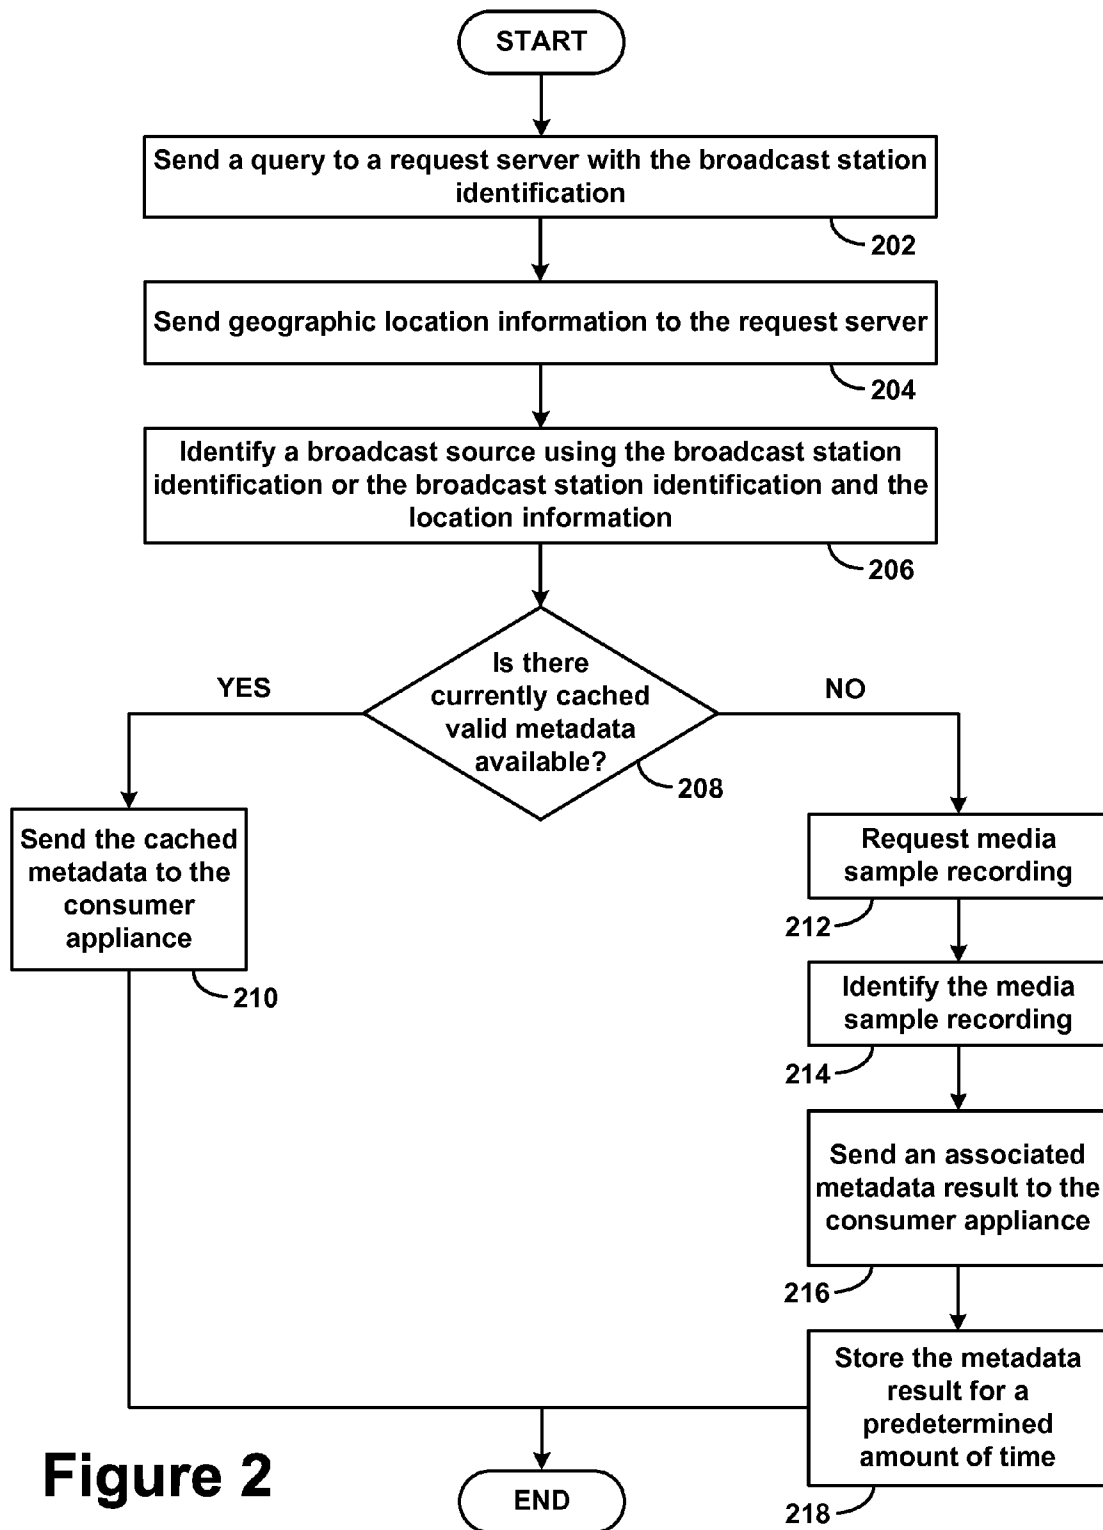 START
Send a query to a request server with the broadcast station
identification
202
Send geographic location information to the request server
204
Identify a broadcast source using the broadcast station
identification or the broadcast station identification and the
location information
206
Is there
currently cached
valid metadata
available?
208
YES
NO
Send the cached
metadata to the
consumer
appliance
210
Request media
sample recording
212
Identify the media
sample recording
214
Send an associated
metadata result to the
consumer appliance
216
Store the metadata
result for a
predetermined
amount of time
218
END
Figure 2